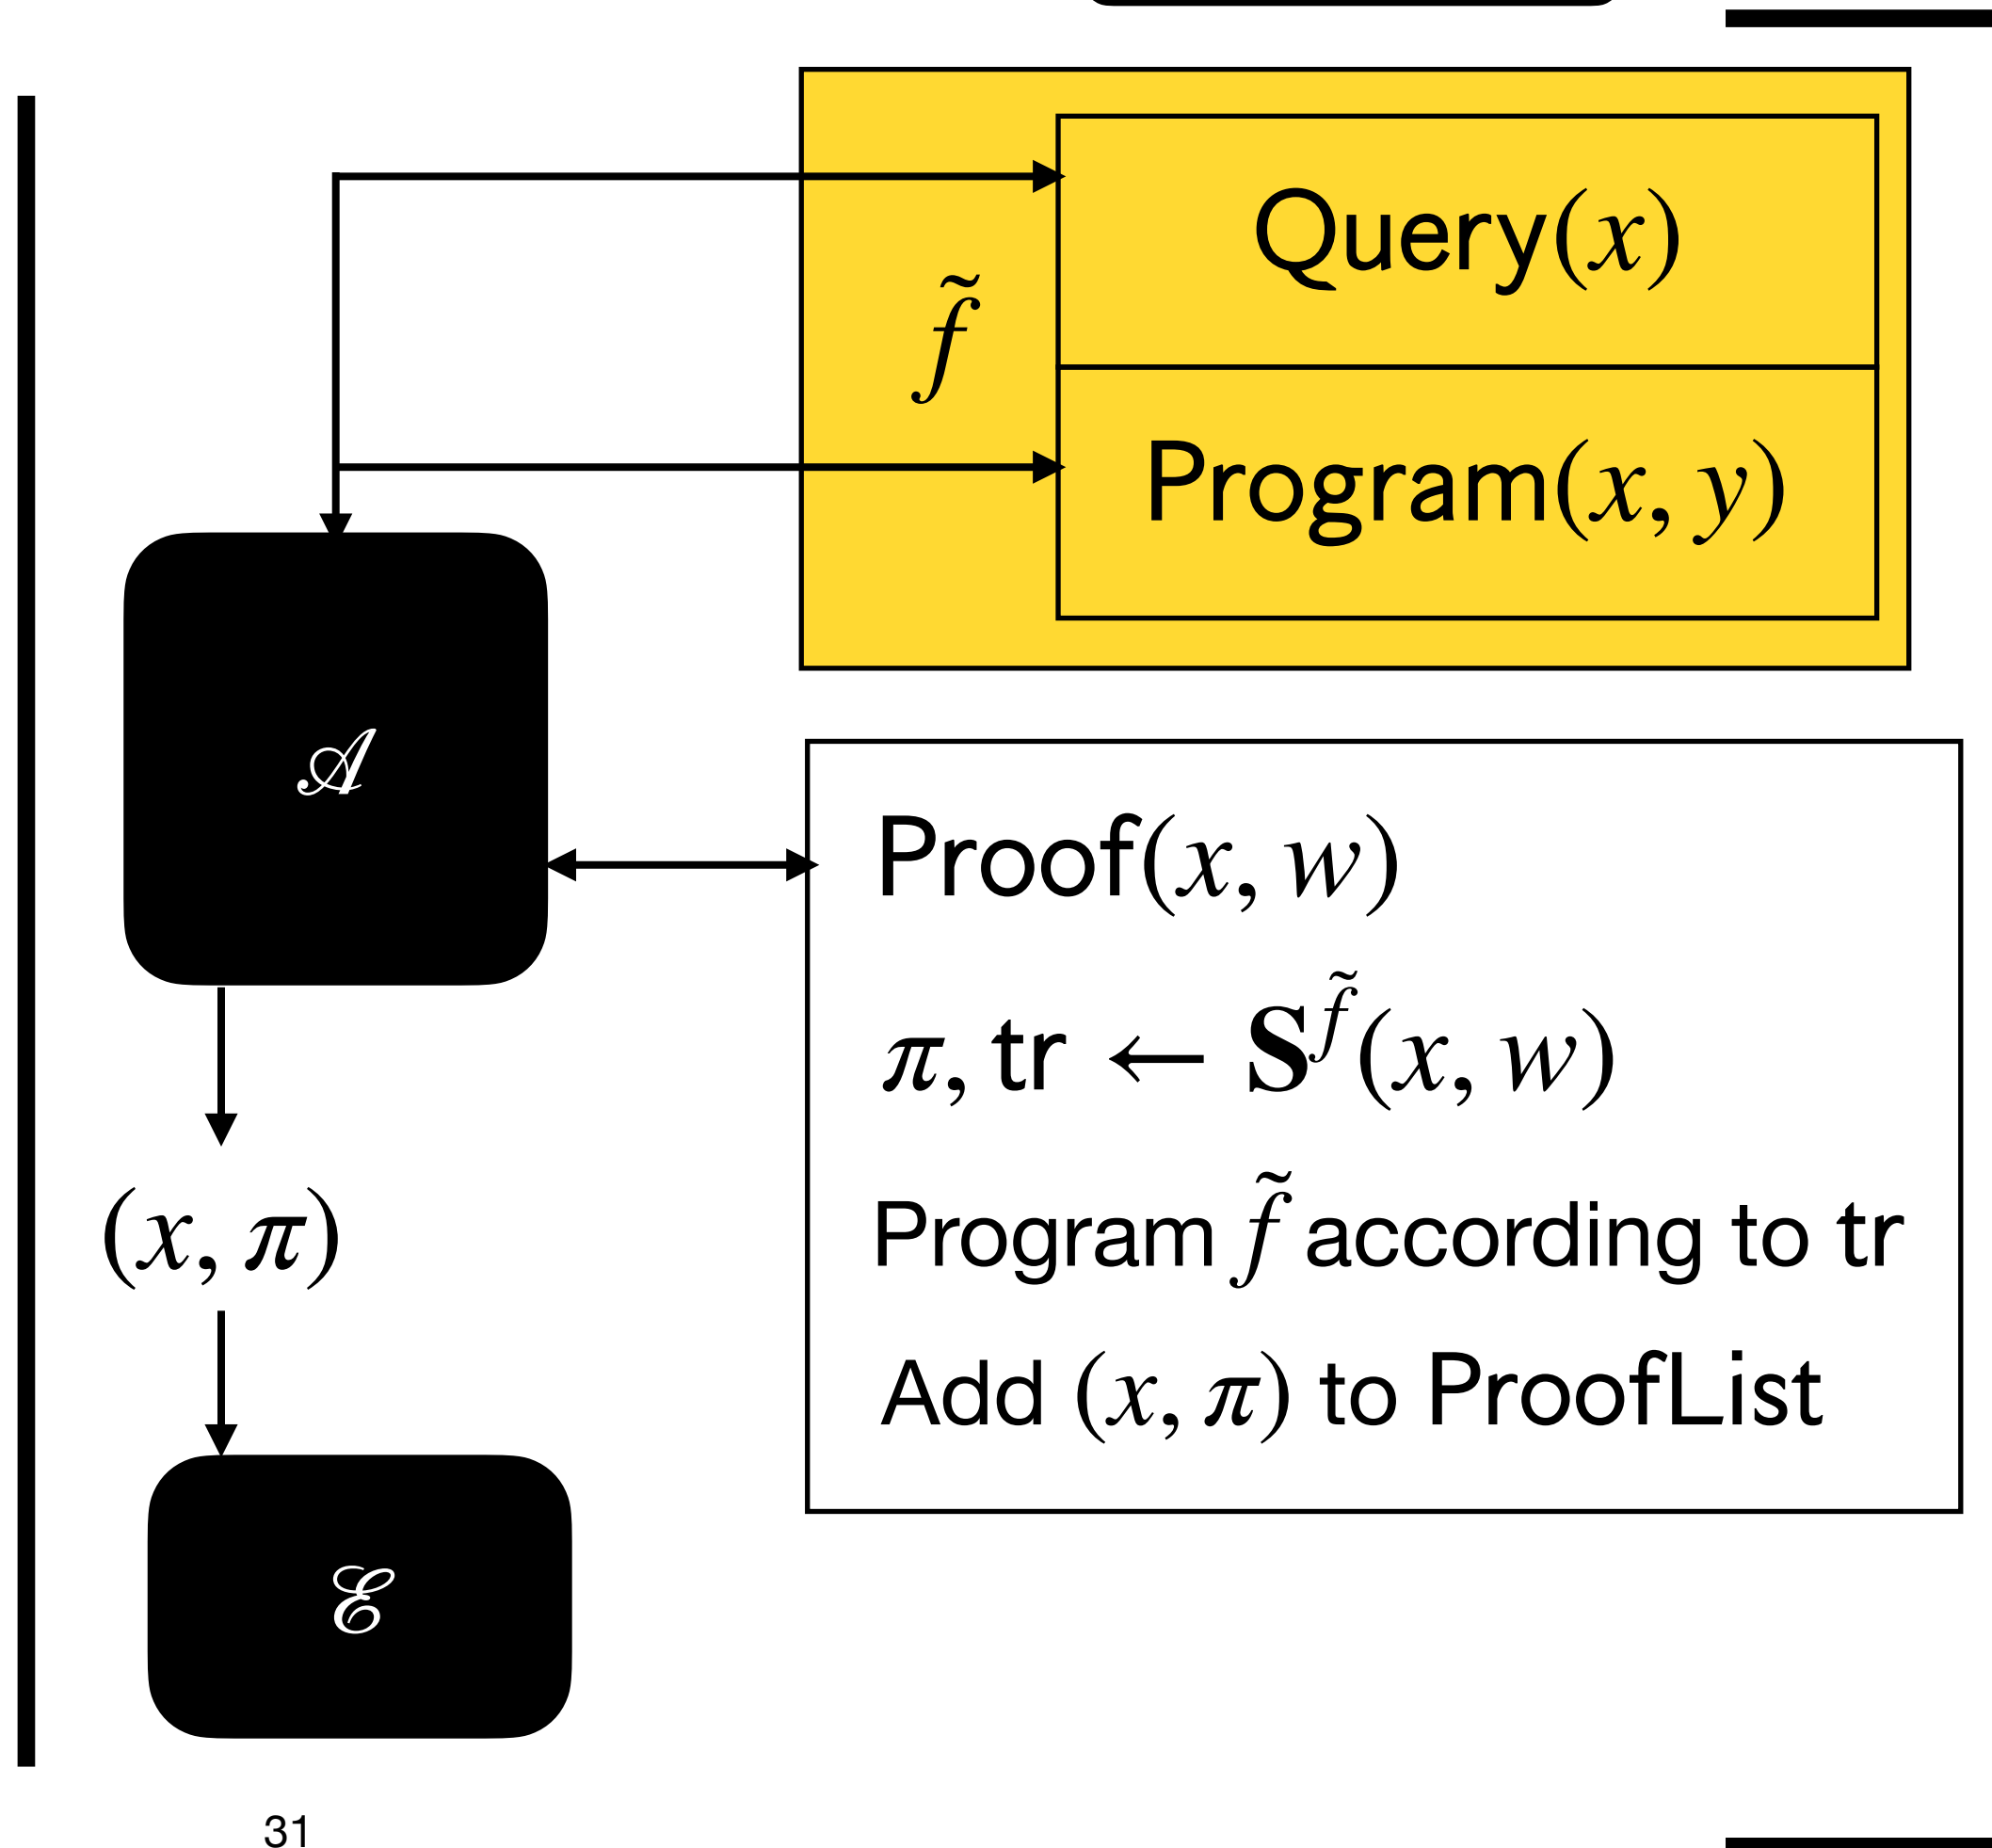 Query(x)
f̃
Program(x, y)
𝒜
Proof(x, w)
π, tr ← S^f̃(x, w)
Program f̃ according to tr
Add (x, π) to ProofList
(x, π)
ℰ
31